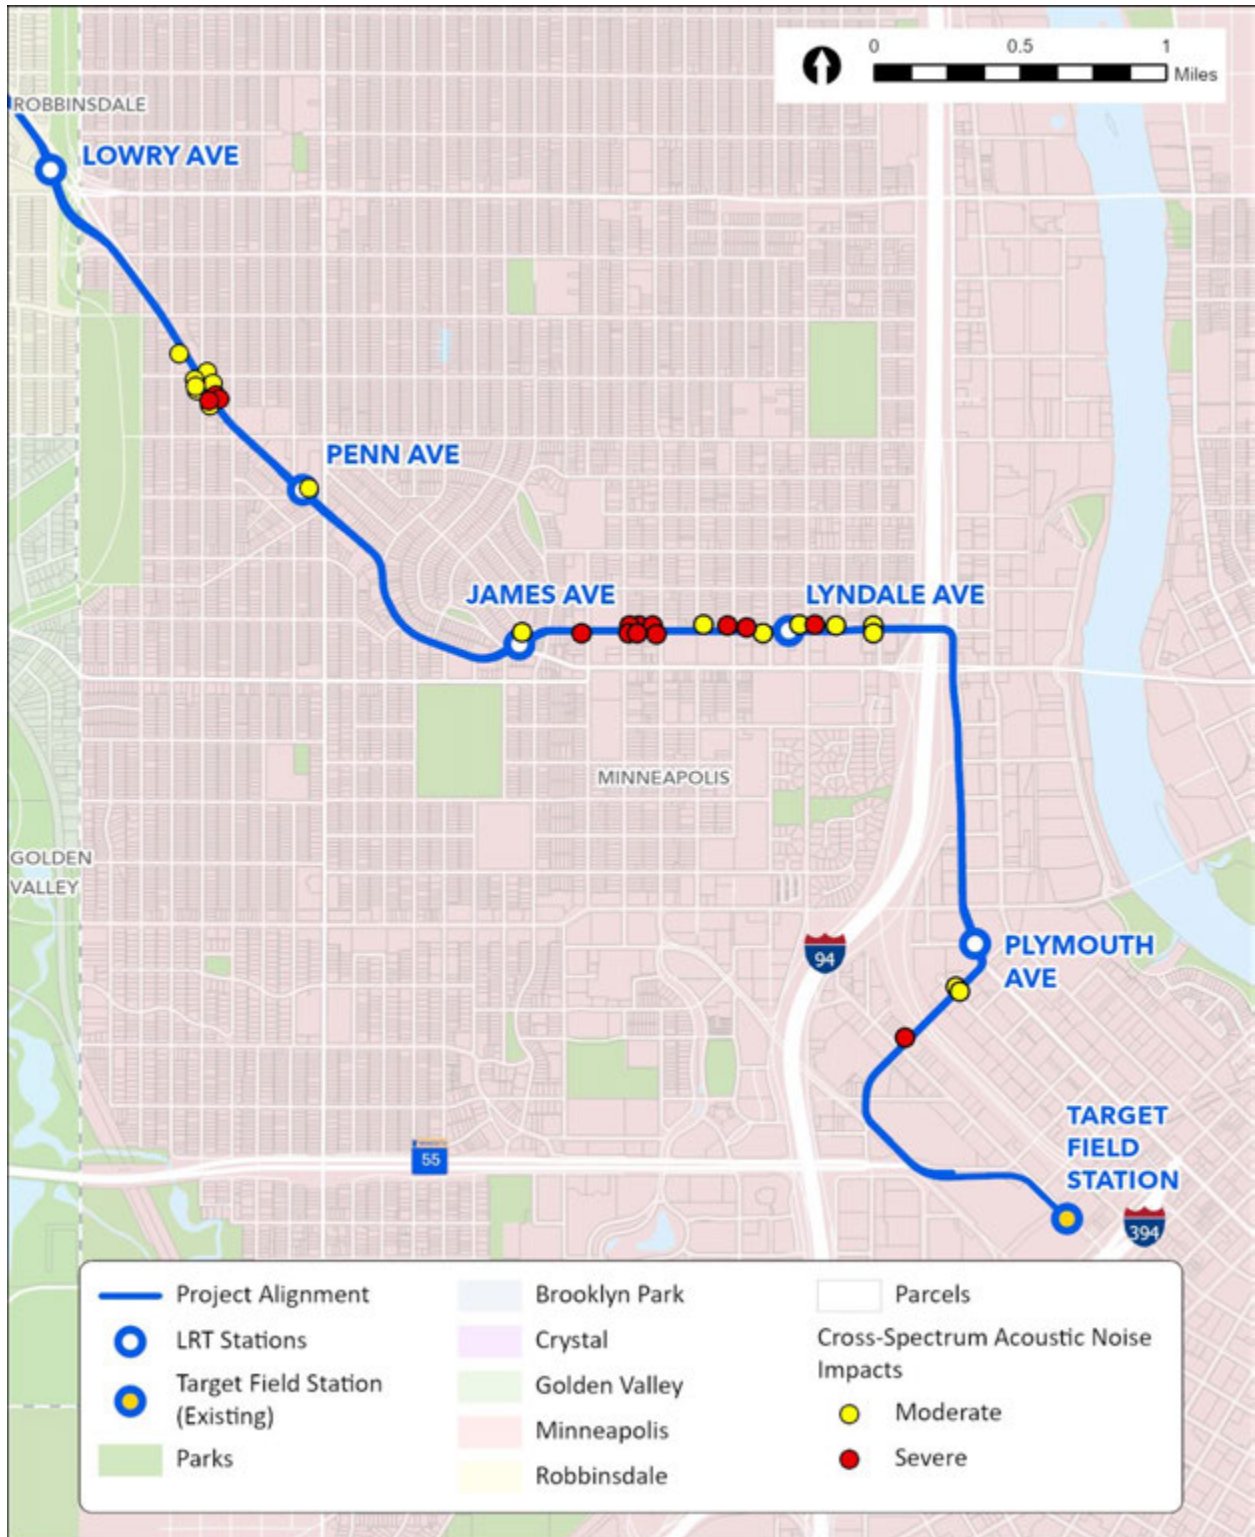 0 0.5 1
Miles
ROBBINSDALE
LOWRY AVE
PENN AVE
JAMES AVE
LYNDALE AVE
MINNEAPOLIS
GOLDEN
VALLEY
94
PLYMOUTH
AVE
TARGET
FIELD
STATION
55
394
Project Alignment
LRT Stations
Target Field Station
(Existing)
Parks
Brooklyn Park
Crystal
Golden Valley
Minneapolis
Robbinsdale
Parcels
Cross-Spectrum Acoustic Noise
Impacts
Moderate
Severe